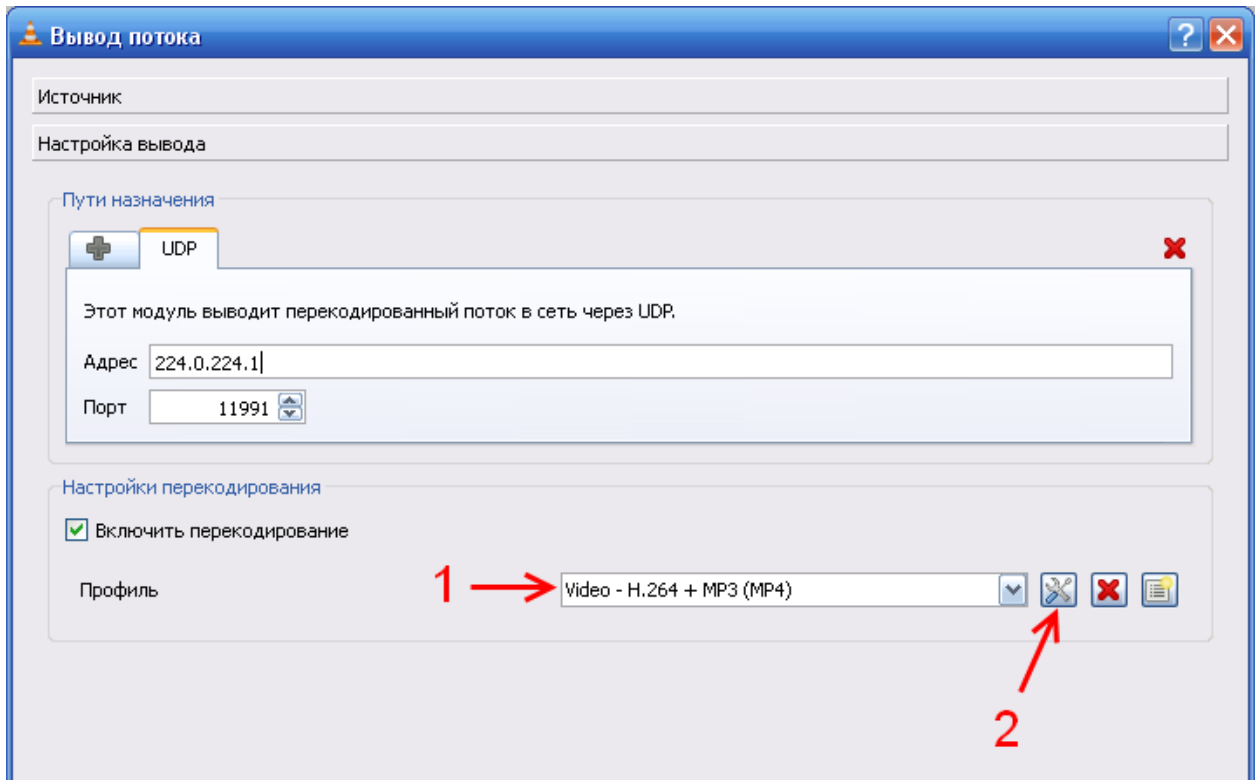 Вывод потока
Источник
Настройка вывода
Пути назначения
UDP
Этот модуль выводит перекодированный поток в сеть через UDP.
Адрес 224.0.224.1
Порт 11991
Настройки перекодирования
Включить перекодирование
Профиль 1 Video - H.264 + MP3 (MP4)
2